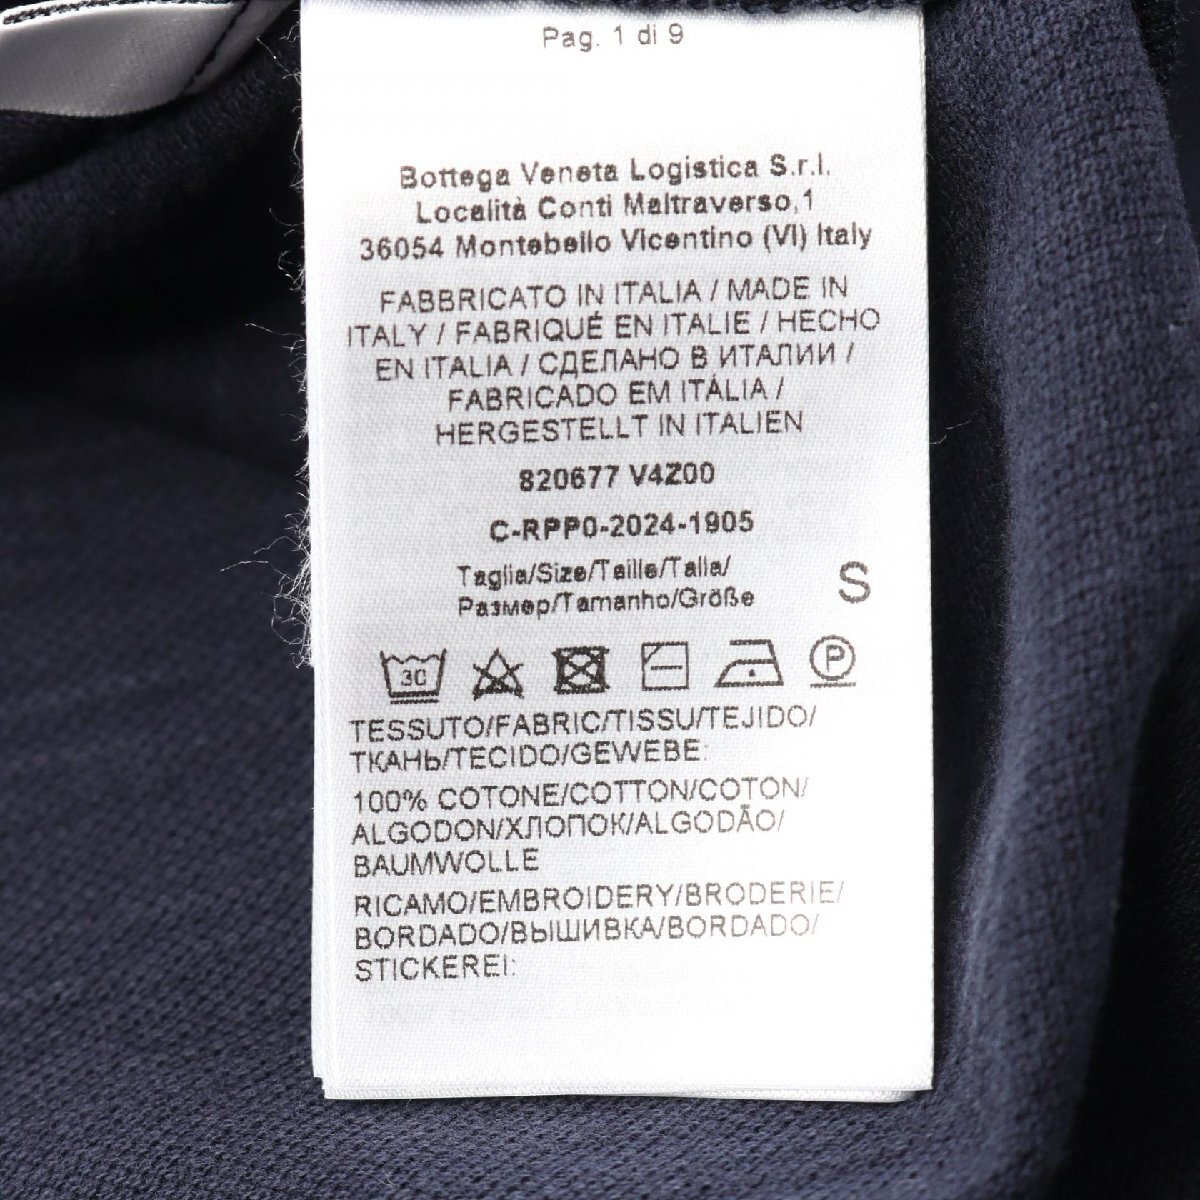 Pag. 1 di 9
Bottega Veneta Logistica S.r.l.
Località Conti Maltraverso,1
36054 Montebello Vicentino (VI) Italy
FABBRICATO IN ITALIA / MADE IN
ITALY / FABRIQUÉ EN ITALIE / HECHO
EN ITALIA / СДЕЛАНО В ИТАЛИИ /
FABRICADO EM ITÁLIA /
HERGESTELLT IN ITALIEN
820677 V4Z00
C-RPP0-2024-1905
Taglia/Size/Taille/Talla/
Размер/Tamanho/Größe
S
30
P
TESSUTO/FABRIC/TISSU/TEJIDO/
ТКАНЬ/TECIDO/GEWEBE:
100% COTONE/COTTON/COTON/
ALGODON/ХЛОПОК/ALGODÃO/
BAUMWOLLE
RICAMO/EMBROIDERY/BRODERIE/
BORDADO/ВЫШИВКА/BORDADO/
STICKEREI: